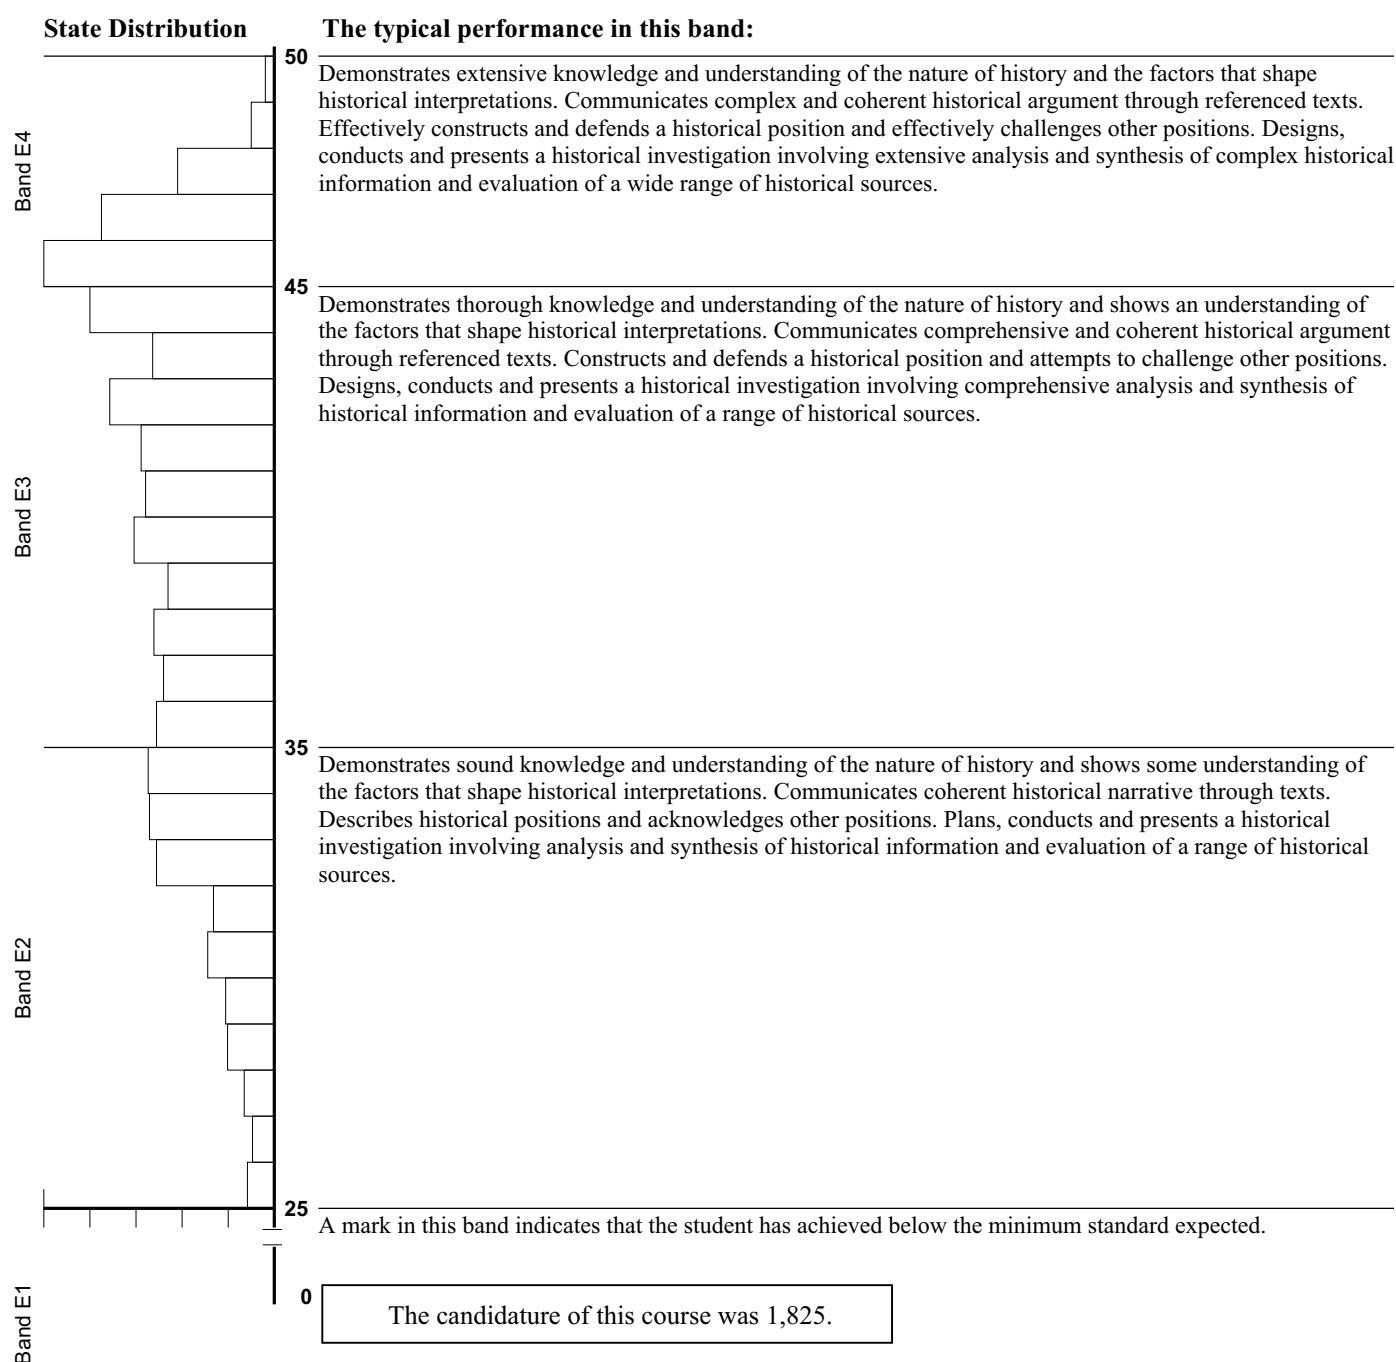 State Distribution
The typical performance in this band:
50
Demonstrates extensive knowledge and understanding of the nature of history and the factors that shape
historical interpretations. Communicates complex and coherent historical argument through referenced texts.
Effectively constructs and defends a historical position and effectively challenges other positions. Designs,
conducts and presents a historical investigation involving extensive analysis and synthesis of complex historical
information and evaluation of a wide range of historical sources.
Band E4
45
Demonstrates thorough knowledge and understanding of the nature of history and shows an understanding of
the factors that shape historical interpretations. Communicates comprehensive and coherent historical argument
through referenced texts. Constructs and defends a historical position and attempts to challenge other positions.
Designs, conducts and presents a historical investigation involving comprehensive analysis and synthesis of
historical information and evaluation of a range of historical sources.
Band E3
35
Demonstrates sound knowledge and understanding of the nature of history and shows some understanding of
the factors that shape historical interpretations. Communicates coherent historical narrative through texts.
Describes historical positions and acknowledges other positions. Plans, conducts and presents a historical
investigation involving analysis and synthesis of historical information and evaluation of a range of historical
sources.
Band E2
25
A mark in this band indicates that the student has achieved below the minimum standard expected.
0
Band E1
The candidature of this course was 1,825.